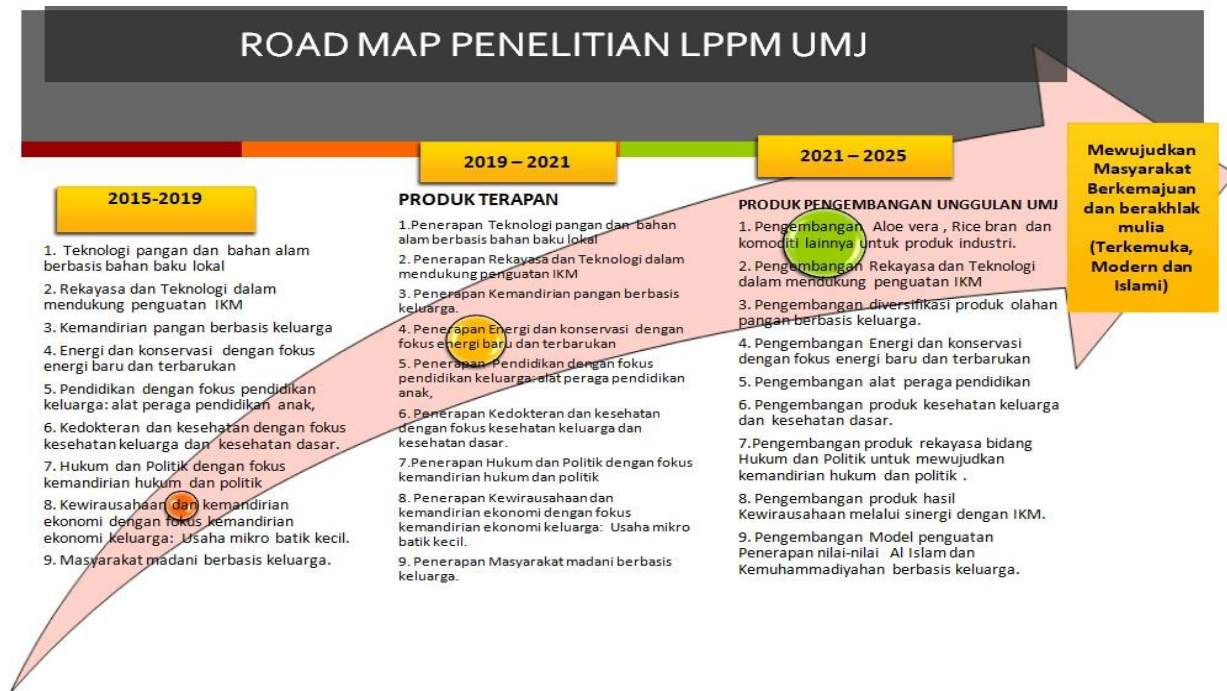 ROAD MAP PENELITIAN LPPM UMJ
2015-2019
1. Teknologi pangan dan bahan alam
berbasis bahan baku lokal
2. Rekayasa dan Teknologi dalam
mendukung penguatan IKM
3. Kemandirian pangan berbasis keluarga
4. Energi dan konservasi dengan fokus
energi baru dan terbarukan
5. Pendidikan dengan fokus pendidikan
keluarga: alat peraga pendidikan anak,
6. Kedokteran dan kesehatan dengan fokus
kesehatan keluarga dan kesehatan dasar.
7. Hukum dan Politik dengan fokus
kemandirian hukum dan politik
8. Kewirausahaan dan kemandirian
ekonomi dengan fokus kemandirian
ekonomi keluarga: Usaha mikro batik kecil.
9. Masyarakat madani berbasis keluarga.
2019 – 2021
PRODUK TERAPAN
1.Penerapan Teknologi pangan dan bahan
alam berbasis bahan baku lokal
2. Penerapan Rekayasa dan Teknologi dalam
mendukung penguatan IKM
3. Penerapan Kemandirian pangan berbasis
keluarga.
4. Penerapan Energi dan konservasi dengan
fokus energi baru dan terbarukan
5. Penerapan Pendidikan dengan fokus
pendidikan keluarga: alat peraga pendidikan
anak,
6. Penerapan Kedokteran dan kesehatan
dengan fokus kesehatan keluarga dan
kesehatan dasar.
7.Penerapan Hukum dan Politik dengan fokus
kemandirian hukum dan politik
8. Penerapan Kewirausahaan dan
kemandirian ekonomi dengan fokus
kemandirian ekonomi keluarga: Usaha mikro
batik kecil.
9. Penerapan Masyarakat madani berbasis
keluarga.
2021 – 2025
PRODUK PENGEMBANGAN UNGGULAN UMJ
1. Pengembangan Aloe vera , Rice bran dan
komoditi lainnya untuk produk industri.
2. Pengembangan Rekayasa dan Teknologi
dalam mendukung penguatan IKM
3. Pengembangan diversifikasi produk olahan
pangan berbasis keluarga.
4. Pengembangan Energi dan konservasi
dengan fokus energi baru dan terbarukan
5. Pengembangan alat peraga pendidikan
6. Pengembangan produk kesehatan keluarga
dan kesehatan dasar.
7.Pengembangan produk rekayasa bidang
Hukum dan Politik untuk mewujudkan
kemandirian hukum dan politik .
8. Pengembangan produk hasil
Kewirausahaan melalui sinergi dengan IKM.
9. Pengembangan Model penguatan
Penerapan nilai-nilai Al Islam dan
Kemuhammadiyahan berbasis keluarga.
Mewujudkan
Masyarakat
Berkemajuan
dan berakhlak
mulia
(Terkemuka,
Modern dan
Islami)